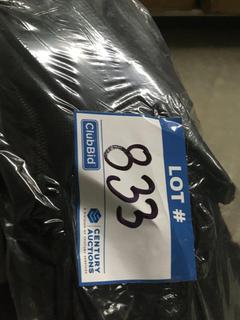 LOT #
833
ClubBid
CENTURY
AUCTIONS